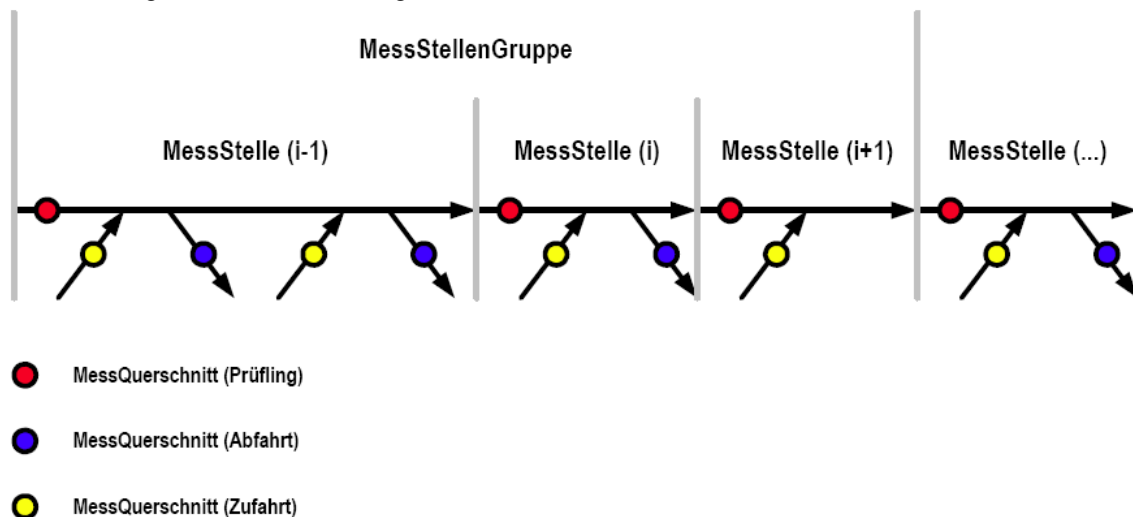 MessStellenGruppe
MessStelle (i-1)
MessStelle (i)
MessStelle (i+1)
MessStelle (...)
MessQuerschnitt (Prüfling)
MessQuerschnitt (Abfahrt)
MessQuerschnitt (Zufahrt)